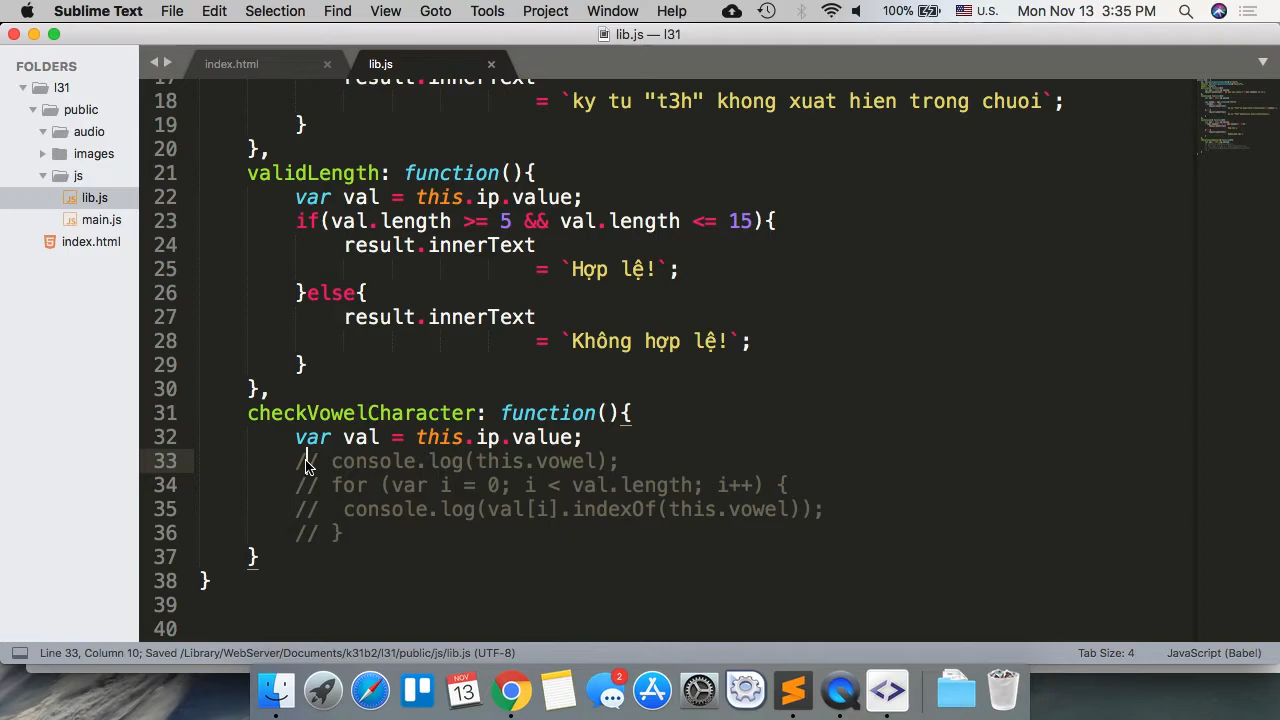 Sublime Text File Edit Selection Find View Goto Tools Project Window Help 100% U.S. Mon Nov 13 3:35 PM
lib.js — l31
FOLDERS
l31
public
audio
images
js
lib.js
main.js
index.html
index.html × lib.js ×
18 = `ky tu "t3h" khong xuat hien trong chuoi`;
19 }
20 },
21 validLength: function(){
22 var val = this.ip.value;
23 if(val.length >= 5 && val.length <= 15){
24 result.innerText
25 = `Hợp lệ!`;
26 }else{
27 result.innerText
28 = `Không hợp lệ!`;
29 }
30 },
31 checkVowelCharacter: function(){
32 var val = this.ip.value;
33 // console.log(this.vowel);
34 // for (var i = 0; i < val.length; i++) {
35 // console.log(val[i].indexOf(this.vowel));
36 // }
37 }
38 }
39
40
Line 33, Column 10; Saved /Library/WebServer/Documents/k31b2/l31/public/js/lib.js (UTF-8) Tab Size: 4 JavaScript (Babel)
NOV
13
2